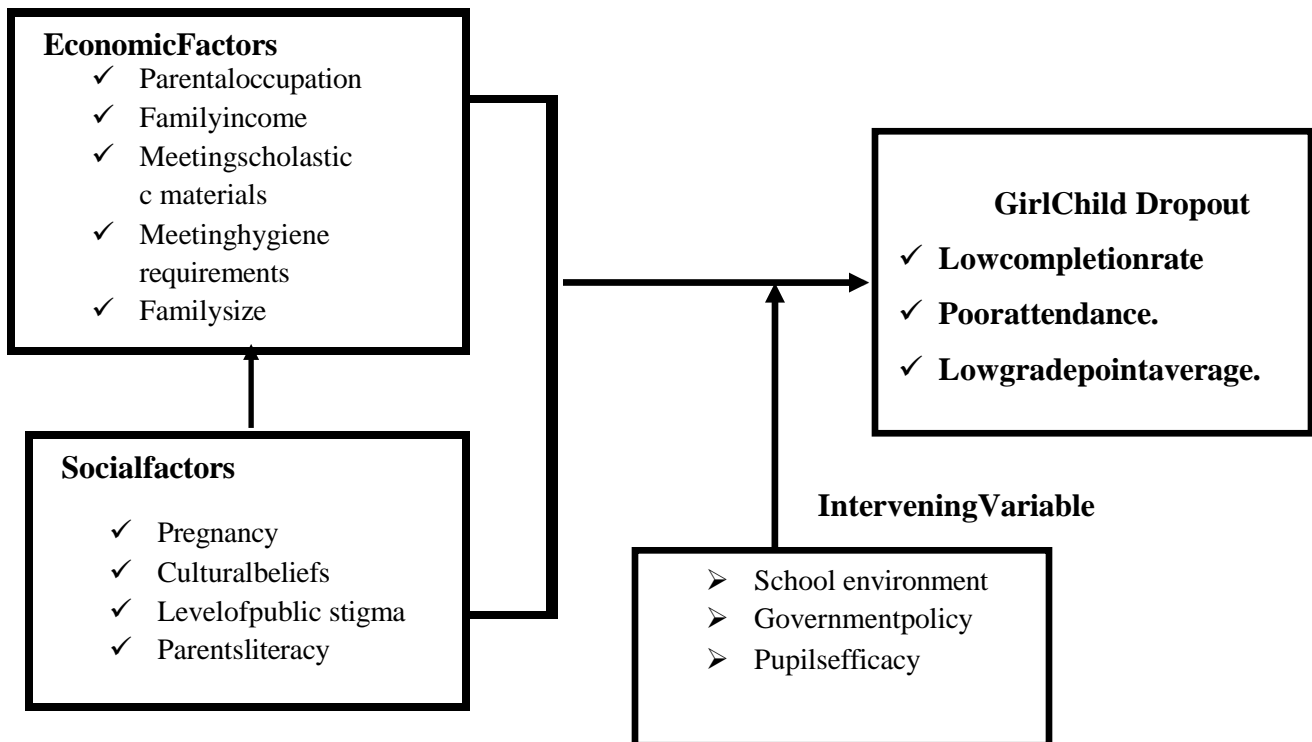 EconomicFactors
✓ Parentaloccupation
✓ Familyincome
✓ Meetingscholastic
c materials
✓ Meetinghygiene
requirements
✓ Familysize
Socialfactors
✓ Pregnancy
✓ Culturalbeliefs
✓ Levelofpublic stigma
✓ Parentsliteracy
GirlChild Dropout
✓ Lowcompletionrate
✓ Poorattendance.
✓ Lowgradepointaverage.
InterveningVariable
➢ School environment
➢ Governmentpolicy
➢ Pupilsefficacy